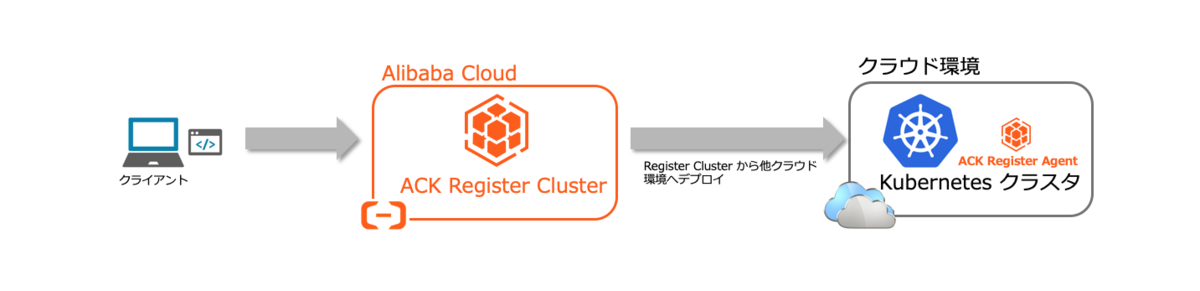 Alibaba Cloud
クラウド環境
</>
クライアント
ACK Register Cluster
Register Cluster から他クラウド
環境へデプロイ
ACK Register Agent
Kubernetes クラスタ